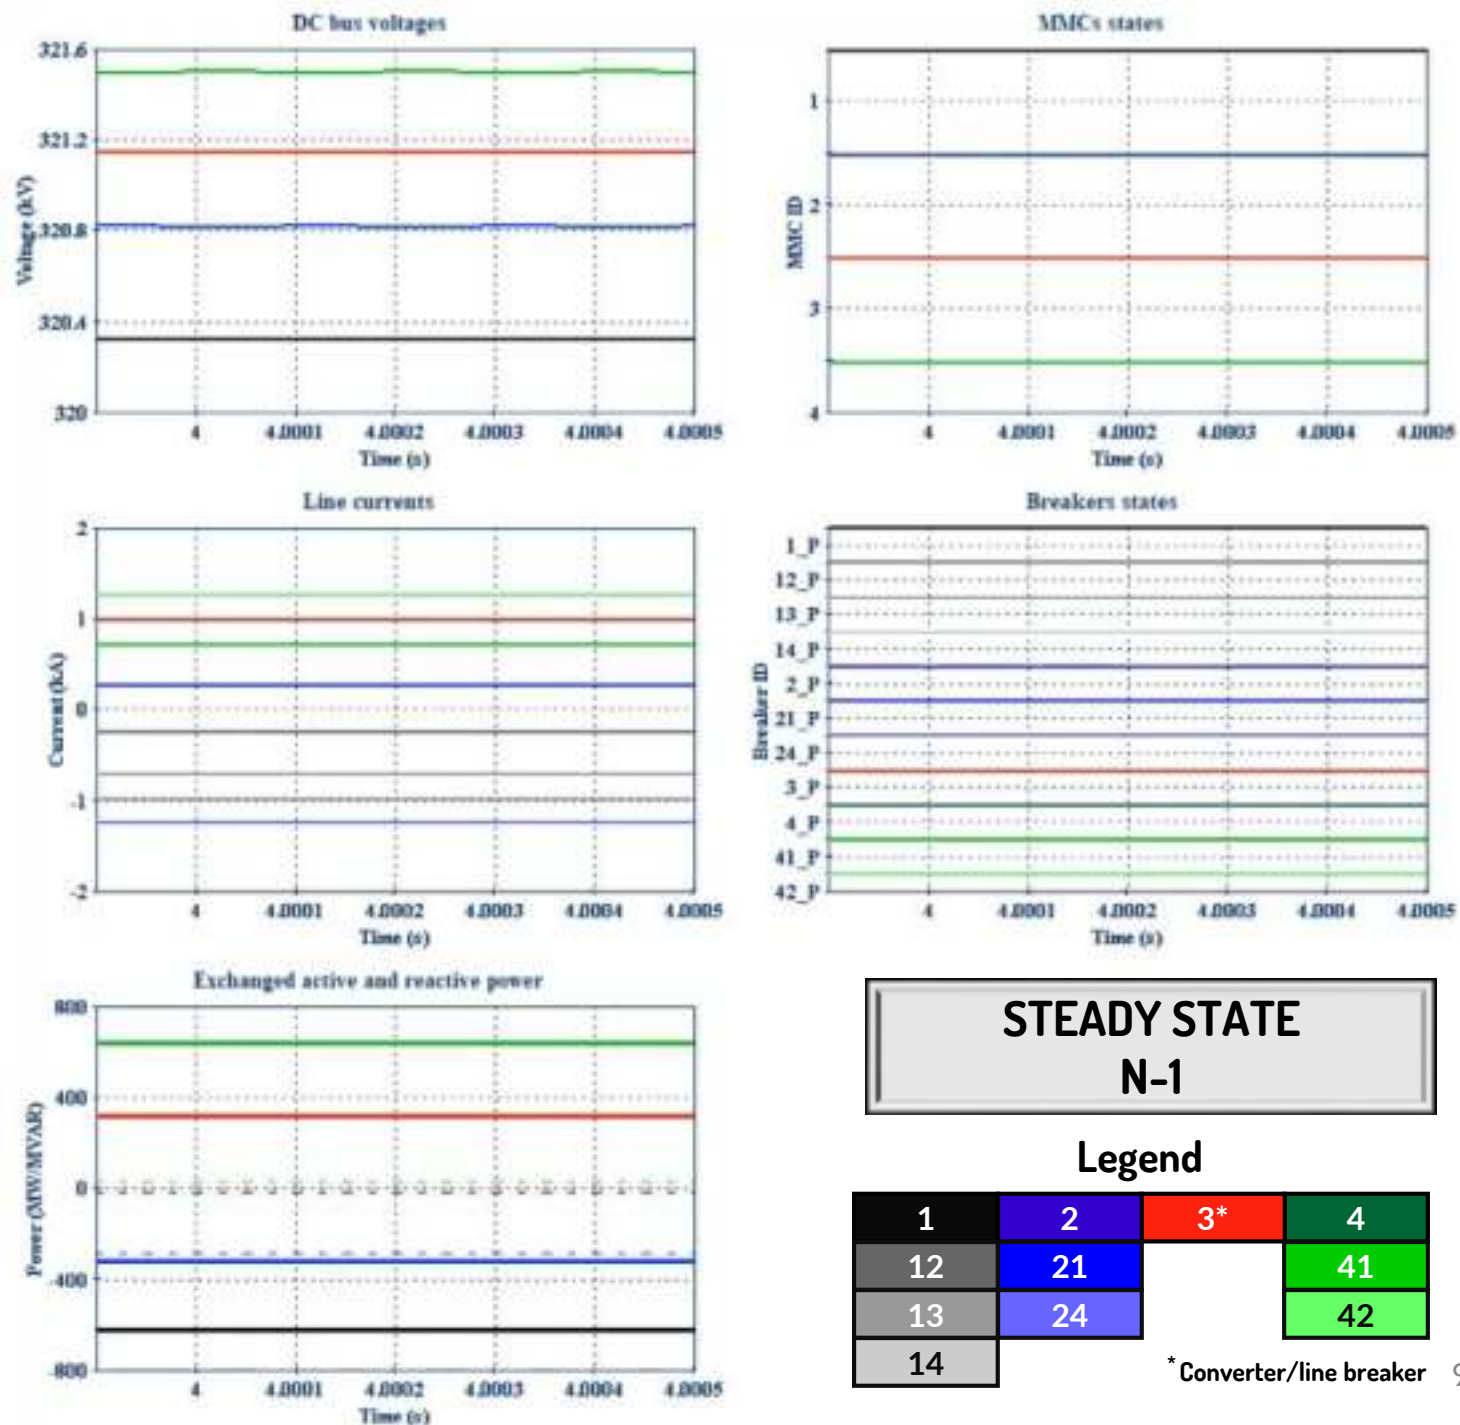 DC bus voltages
321.6
321.2
320.8
320.4
320
Voltage (kV)
4 4.0001 4.0002 4.0003 4.0004 4.0005
Time (s)
MMCs states
1
2
3
4
MMC ID
4 4.0001 4.0002 4.0003 4.0004 4.0005
Time (s)
Line currents
2
1
0
-1
-2
Current (kA)
4 4.0001 4.0002 4.0003 4.0004 4.0005
Time (s)
Breakers states
1_P
12_P
13_P
14_P
2_P
21_P
24_P
3_P
4_P
41_P
42_P
Breaker ID
4 4.0001 4.0002 4.0003 4.0004 4.0005
Time (s)
Exchanged active and reactive power
800
400
0
-400
-800
Power (MW/MVAR)
4 4.0001 4.0002 4.0003 4.0004 4.0005
Time (s)
STEADY STATE
N-1
Legend
1 2 3* 4
12 21 41
13 24 42
14
* Converter/line breaker